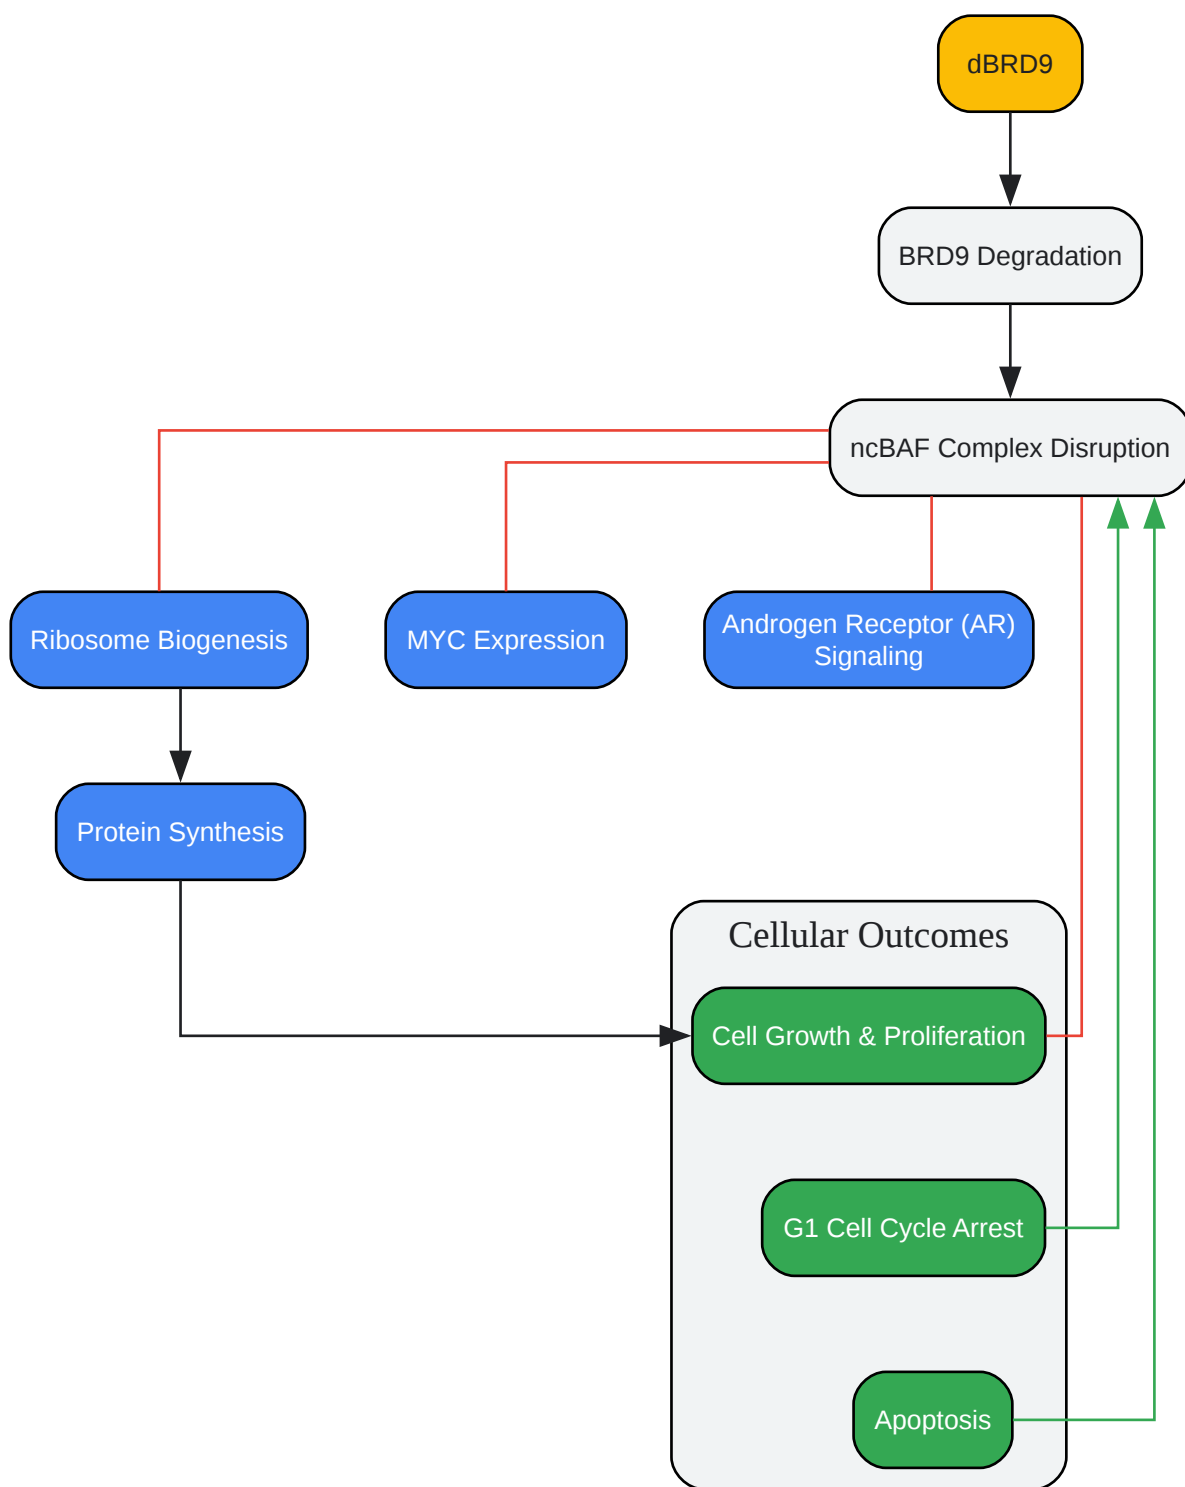 dBRD9
BRD9 Degradation
ncBAF Complex Disruption
Ribosome Biogenesis
MYC Expression
Androgen Receptor (AR)
Signaling
Protein Synthesis
Cellular Outcomes
Cell Growth & Proliferation
G1 Cell Cycle Arrest
Apoptosis